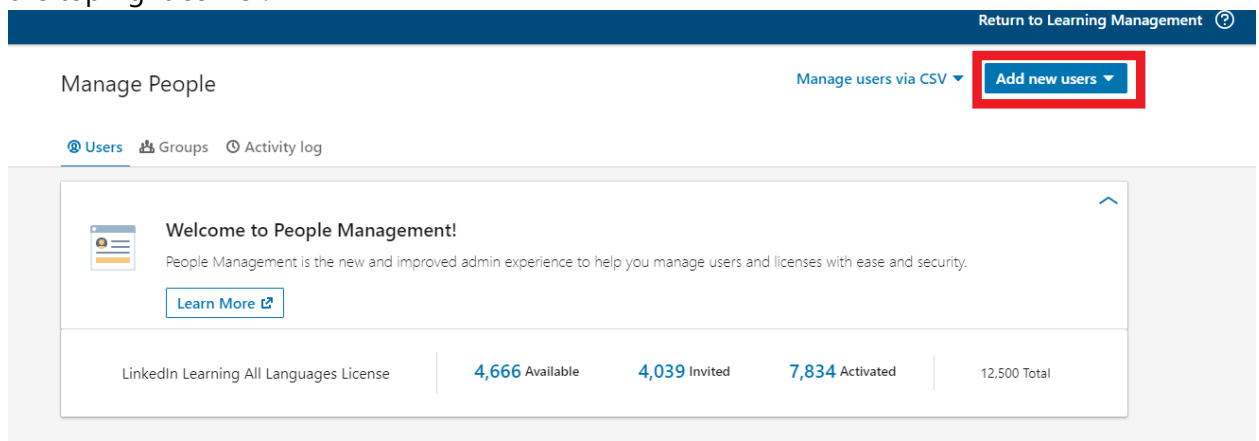 Return to Learning Management
Manage People
Manage users via CSV
Add new users
Users Groups Activity log
Welcome to People Management!
People Management is the new and improved admin experience to help you manage users and licenses with ease and security.
Learn More
LinkedIn Learning All Languages License 4,666 Available 4,039 Invited 7,834 Activated 12,500 Total